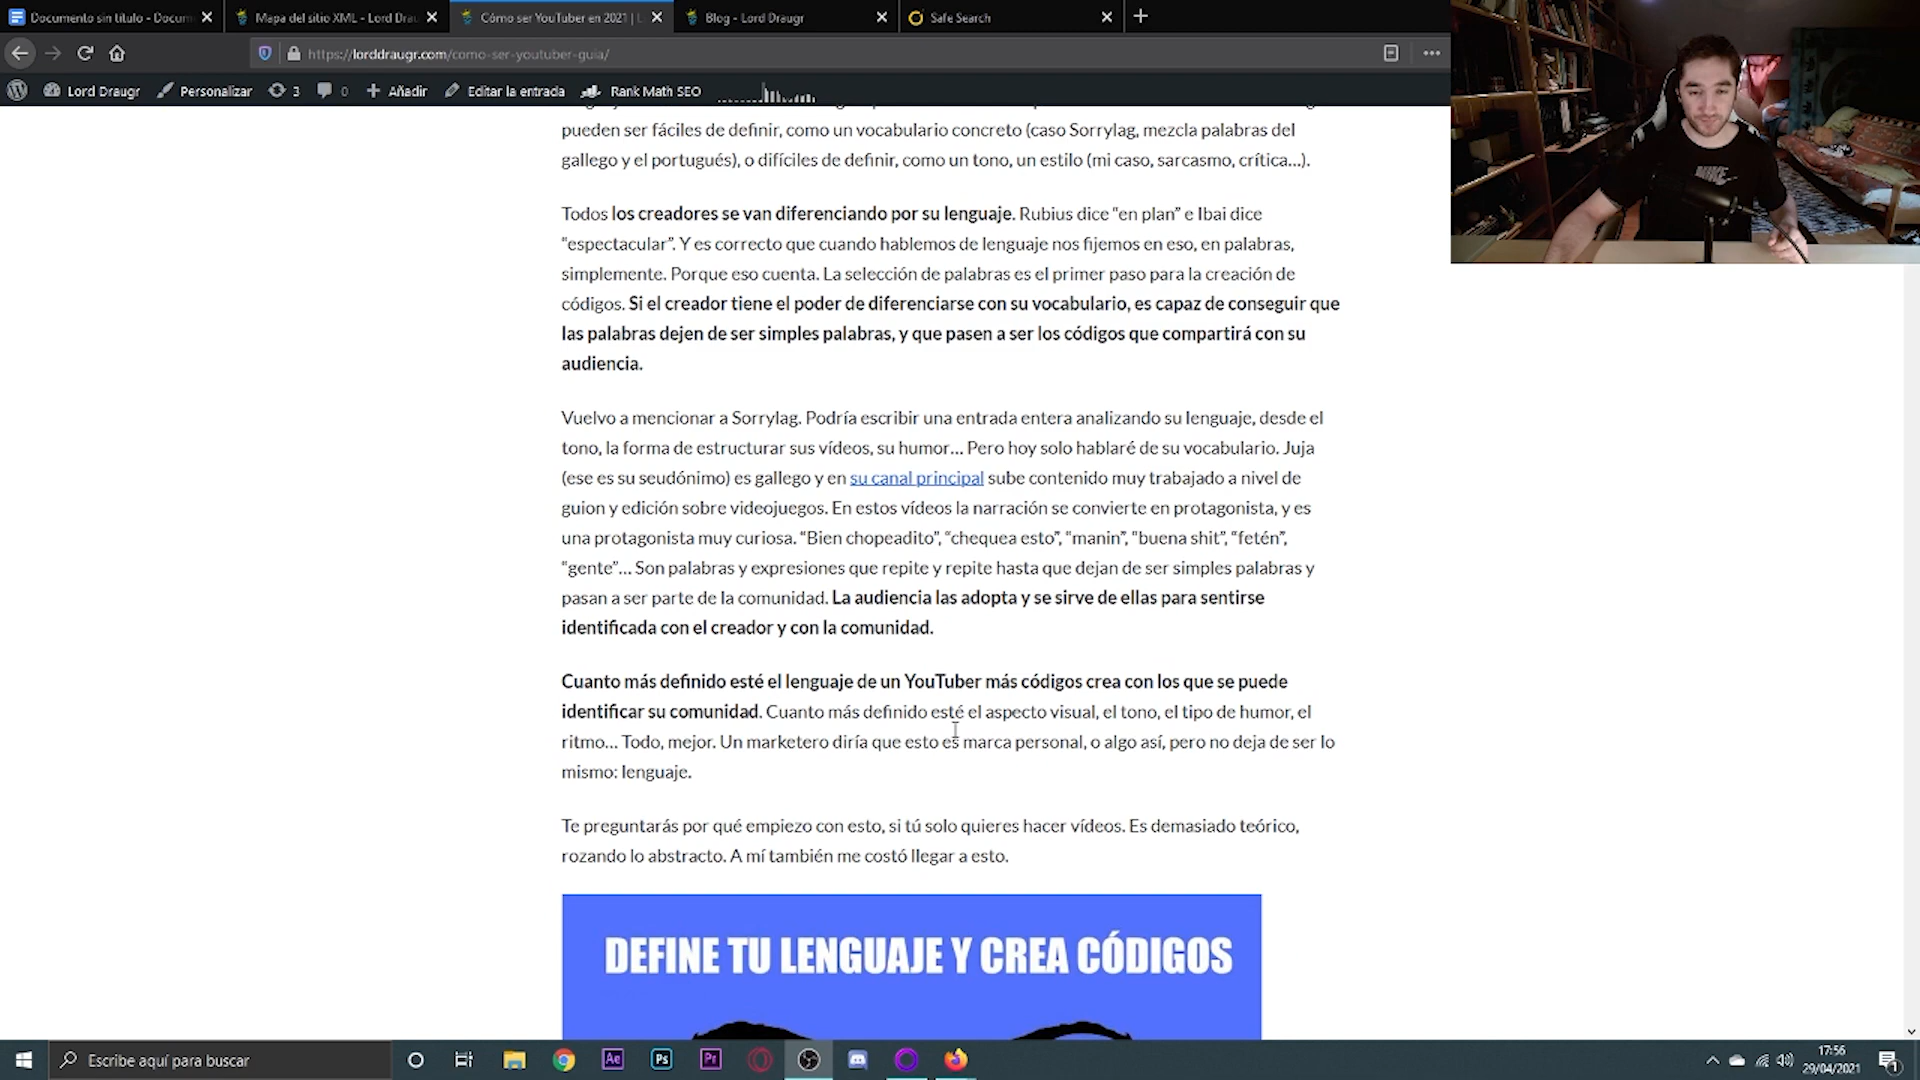 Documento sin título - Docum
Mapa del sitio XML - Lord Drau
Cómo ser YouTuber en 2021 | L
Blog - Lord Draugr
Safe Search
https://lorddraugr.com/como-ser-youtuber-guia/
Lord Draugr
Personalizar
3
0
Añadir
Editar la entrada
Rank Math SEO
pueden ser fáciles de definir, como un vocabulario concreto (caso Sorrylag, mezcla palabras del
gallego y el portugués), o difíciles de definir, como un tono, un estilo (mi caso, sarcasmo, crítica...).
Todos los creadores se van diferenciando por su lenguaje. Rubius dice “en plan” e Ibai dice
“espectacular”. Y es correcto que cuando hablemos de lenguaje nos fijemos en eso, en palabras,
simplemente. Porque eso cuenta. La selección de palabras es el primer paso para la creación de
códigos. Si el creador tiene el poder de diferenciarse con su vocabulario, es capaz de conseguir que
las palabras dejen de ser simples palabras, y que pasen a ser los códigos que compartirá con su
audiencia.
Vuelvo a mencionar a Sorrylag. Podría escribir una entrada entera analizando su lenguaje, desde el
tono, la forma de estructurar sus vídeos, su humor... Pero hoy solo hablaré de su vocabulario. Juja
(ese es su seudónimo) es gallego y en su canal principal sube contenido muy trabajado a nivel de
guion y edición sobre videojuegos. En estos vídeos la narración se convierte en protagonista, y es
una protagonista muy curiosa. “Bien chopeadito”, “chequea esto”, “manin”, “buena shit”, “fetén”,
“gente”... Son palabras y expresiones que repite y repite hasta que dejan de ser simples palabras y
pasan a ser parte de la comunidad. La audiencia las adopta y se sirve de ellas para sentirse
identificada con el creador y con la comunidad.
Cuanto más definido esté el lenguaje de un YouTuber más códigos crea con los que se puede
identificar su comunidad. Cuanto más definido esté el aspecto visual, el tono, el tipo de humor, el
ritmo... Todo, mejor. Un marketero diría que esto es marca personal, o algo así, pero no deja de ser lo
mismo: lenguaje.
Te preguntarás por qué empiezo con esto, si tú solo quieres hacer vídeos. Es demasiado teórico,
rozando lo abstracto. A mí también me costó llegar a esto.
DEFINE TU LENGUAJE Y CREA CÓDIGOS
Escribe aquí para buscar
Ae
Ps
Pr
17:56
29/04/2021
1